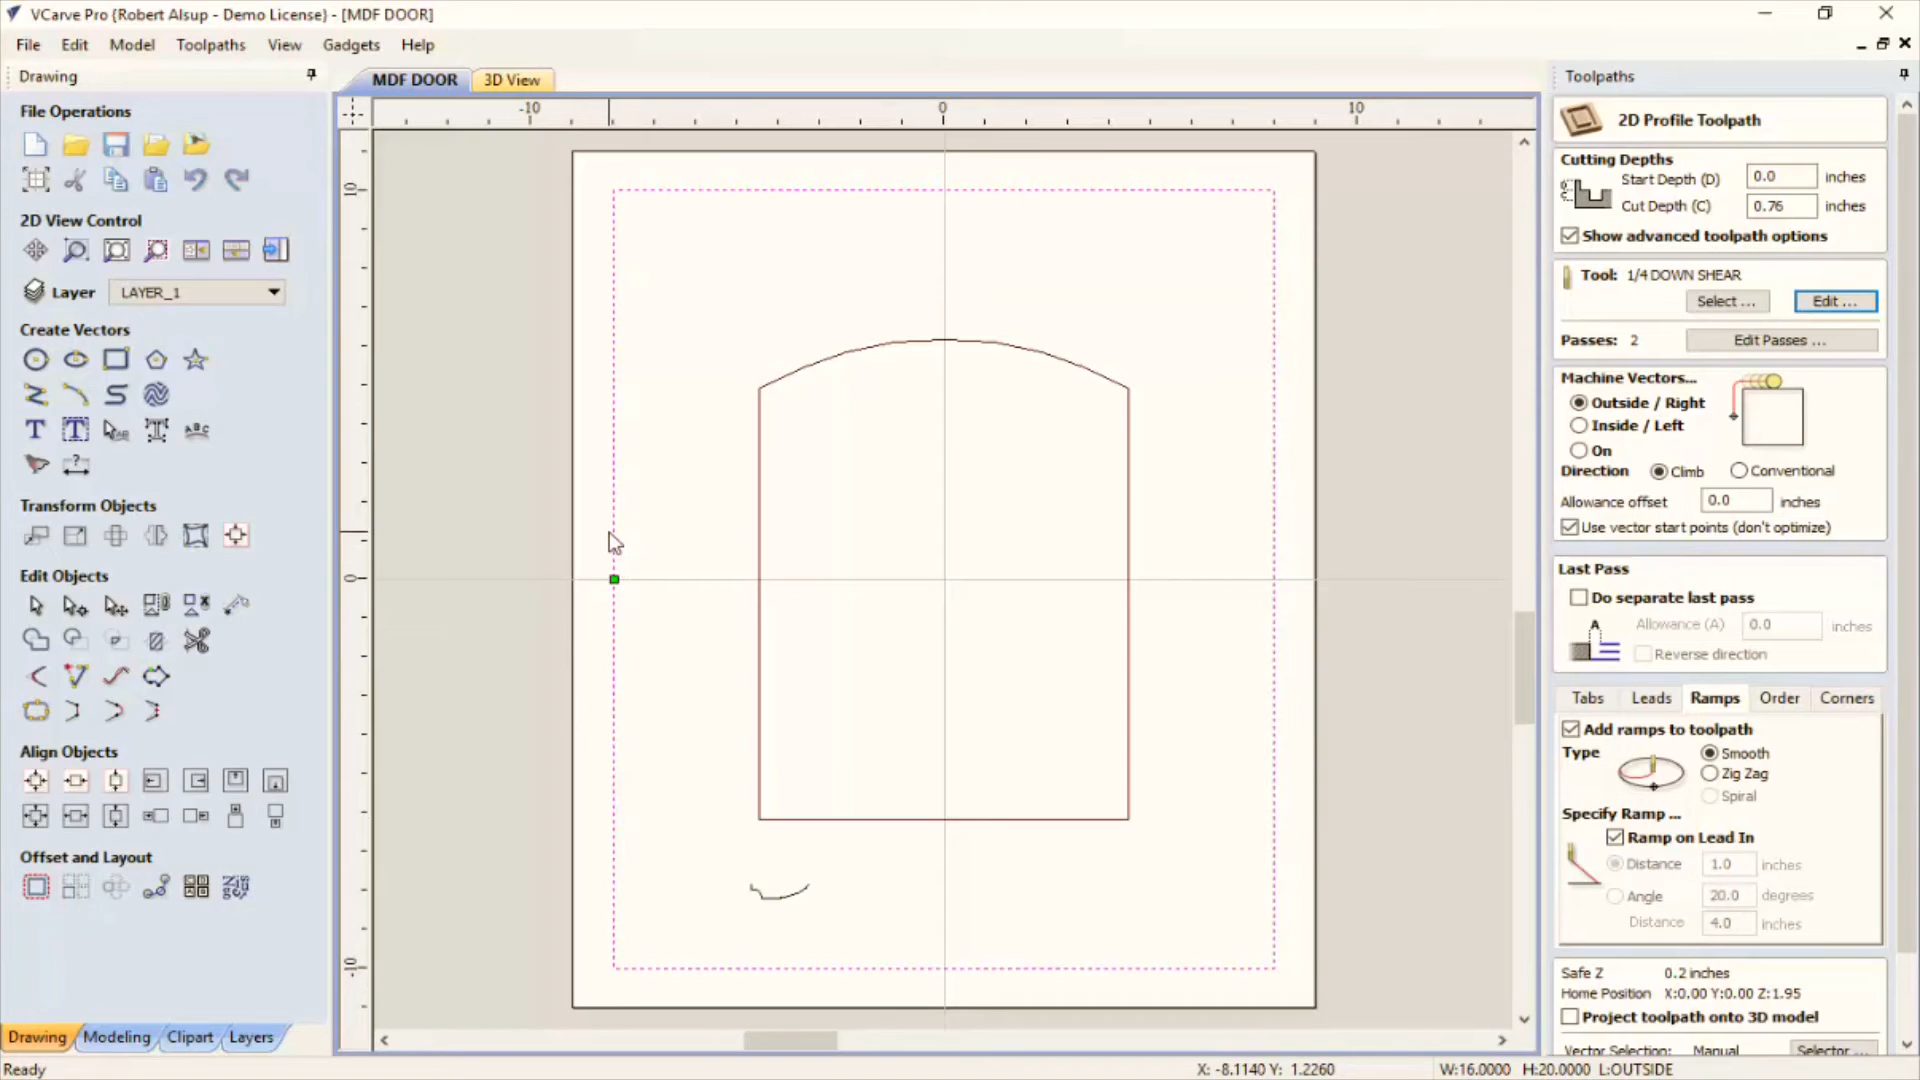 VCarve Pro {Robert Alsup - Demo License} - [MDF DOOR]
File Edit Model Toolpaths View Gadgets Help
Drawing
File Operations
2D View Control
Layer LAYER_1
Create Vectors
Transform Objects
Edit Objects
Align Objects
Offset and Layout
Drawing Modeling Clipart Layers
Ready
MDF DOOR 3D View
-10 0 10
10
0
-10
X: -8.1140 Y: 1.2260
W:16.0000 H:20.0000 L:OUTSIDE
Toolpaths
2D Profile Toolpath
Cutting Depths
Start Depth (D) 0.0 inches
Cut Depth (C) 0.76 inches
Show advanced toolpath options
Tool: 1/4 DOWN SHEAR
Select ... Edit ...
Passes: 2 Edit Passes ...
Machine Vectors...
Outside / Right
Inside / Left
On
Direction Climb Conventional
Allowance offset 0.0 inches
Use vector start points (don't optimize)
Last Pass
Do separate last pass
A
Allowance (A) 0.0 inches
Reverse direction
Tabs Leads Ramps Order Corners
Add ramps to toolpath
Type Smooth
Zig Zag
Spiral
Specify Ramp ...
Ramp on Lead In
Distance 1.0 inches
Angle 20.0 degrees
Distance 4.0 inches
Safe Z 0.2 inches
Home Position X:0.00 Y:0.00 Z:1.95
Project toolpath onto 3D model
Vector Selection: Manual Selector ...